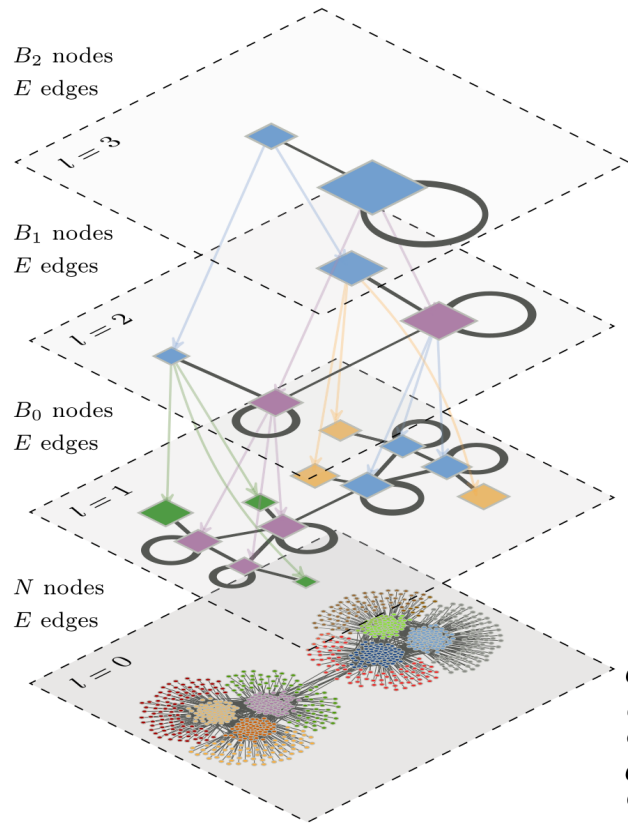 B₂ nodes
E edges
l = 3
B₁ nodes
E edges
l = 2
B₀ nodes
E edges
l = 1
N nodes
E edges
l = 0